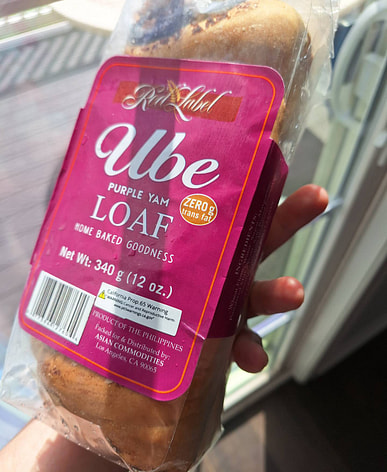 Red Label
Ube
PURPLE YAM
LOAF
ZERO g
trans fat
HOME BAKED GOODNESS
Net Wt: 340 g (12 oz.)
California Prop 65 Warning
PRODUCT OF THE PHILIPPINES
Packed for & Distributed by:
ASIAN COMMODITIES
Los Angeles, CA 90065